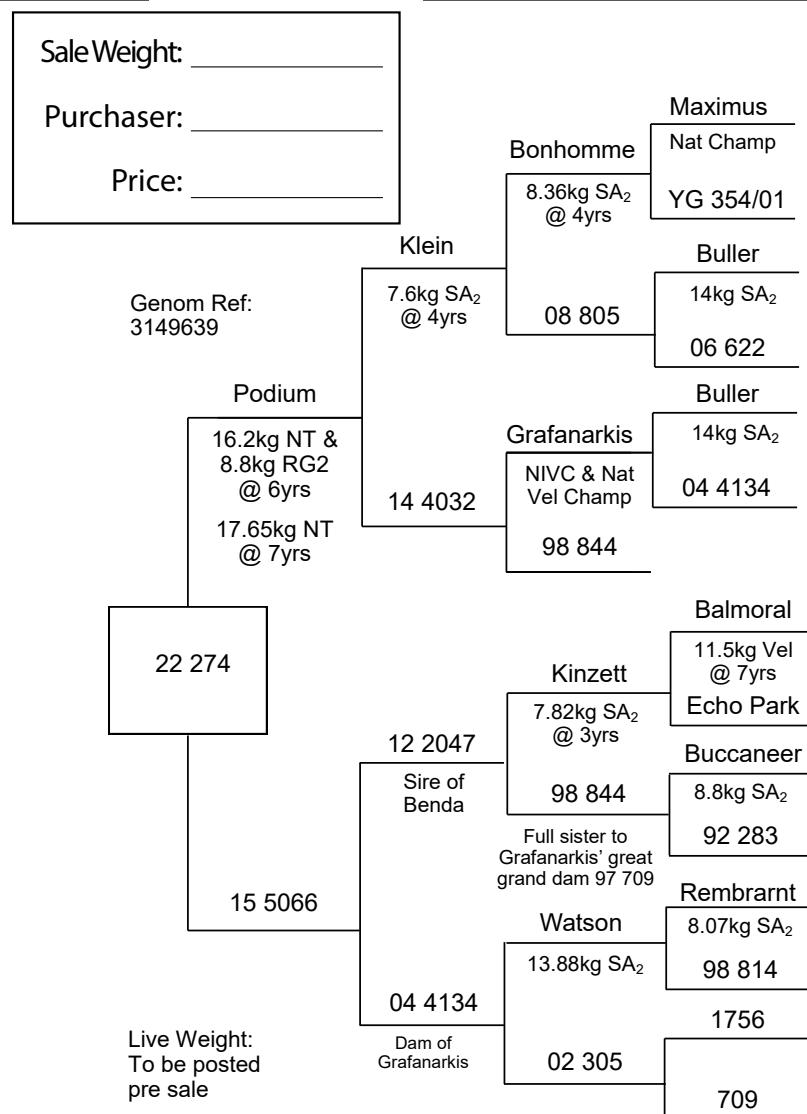 Sale Weight:
Purchaser:
Price:
Maximus
Nat Champ
YG 354/01
Bonhomme
8.36kg SA₂
@ 4yrs
08 805
Buller
14kg SA₂
06 622
Klein
7.6kg SA₂
@ 4yrs
14 4032
Genom Ref:
3149639
Podium
16.2kg NT &
8.8kg RG2
@ 6yrs
17.65kg NT
@ 7yrs
Grafanarkis
NIVC & Nat
Vel Champ
98 844
Buller
14kg SA₂
04 4134
22 274
Balmoral
11.5kg Vel
@ 7yrs
Echo Park
Kinzett
7.82kg SA₂
@ 3yrs
98 844
Full sister to
Grafanarkis' great
grand dam 97 709
Buccaneer
8.8kg SA₂
92 283
12 2047
Sire of
Benda
15 5066
04 4134
Dam of
Grafanarkis
Watson
13.88kg SA₂
02 305
Rembrarnt
8.07kg SA₂
98 814
1756
709
Live Weight:
To be posted
pre sale